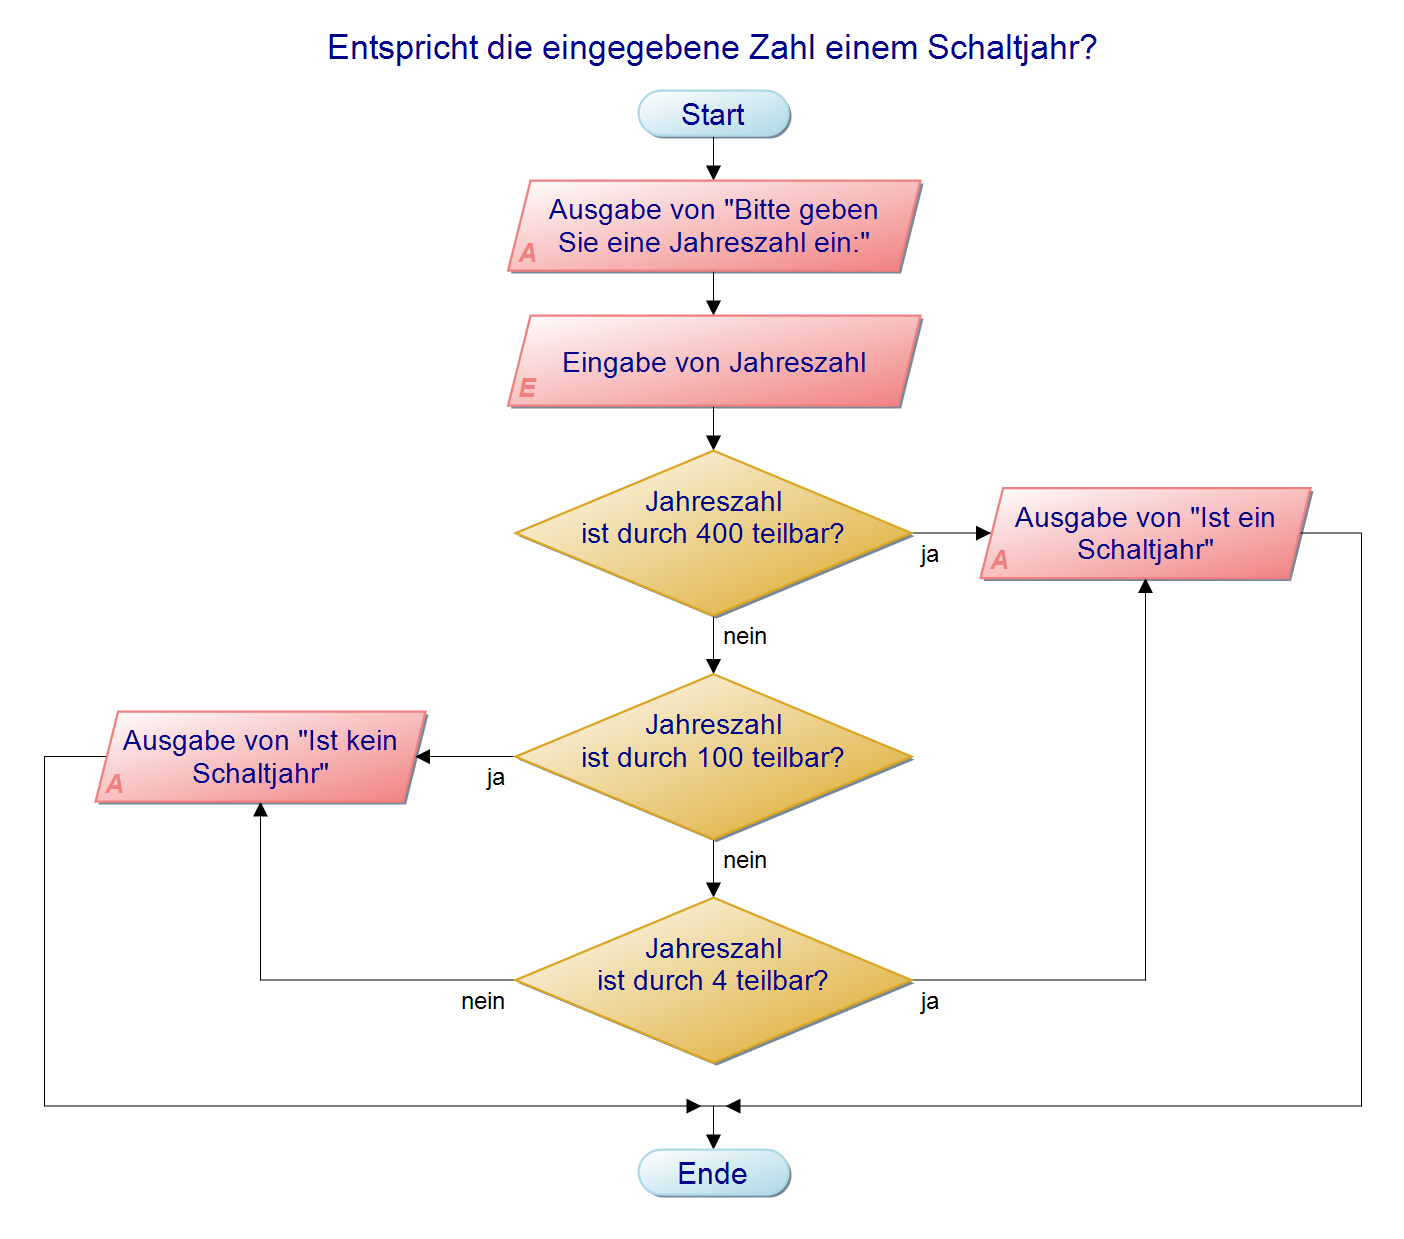 Entspricht die eingegebene Zahl einem Schaltjahr?
Start
Ausgabe von "Bitte geben
Sie eine Jahreszahl ein:"
A
Eingabe von Jahreszahl
E
Jahreszahl
ist durch 400 teilbar?
ja
Ausgabe von "Ist ein
Schaltjahr"
A
nein
Jahreszahl
ist durch 100 teilbar?
ja
Ausgabe von "Ist kein
Schaltjahr"
A
nein
Jahreszahl
ist durch 4 teilbar?
nein
ja
Ende